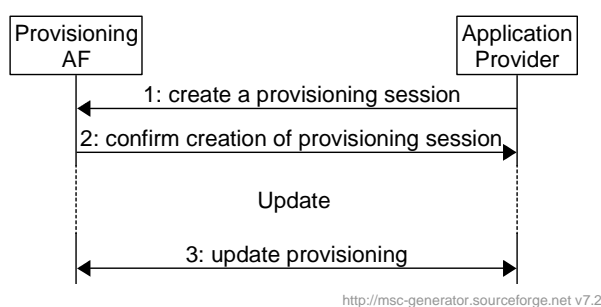 Provisioning
AF
Application
Provider
1: create a provisioning session
2: confirm creation of provisioning session
Update
3: update provisioning
http://msc-generator.sourceforge.net v7.2